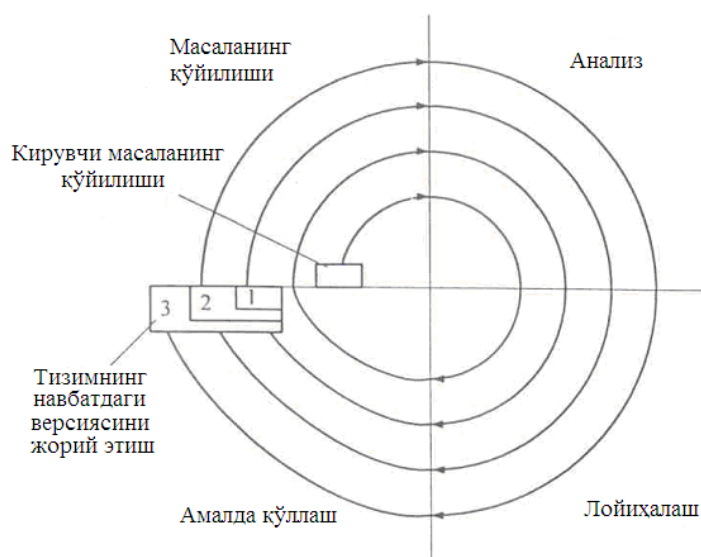 Масаланинг
қўйилиши
Анализ
Кирувчи масаланинг
қўйилиши
3
2
1
Тизимнинг
навбатдаги
версиясини
жорий этиш
Амалда қўллаш
Лойиҳалаш